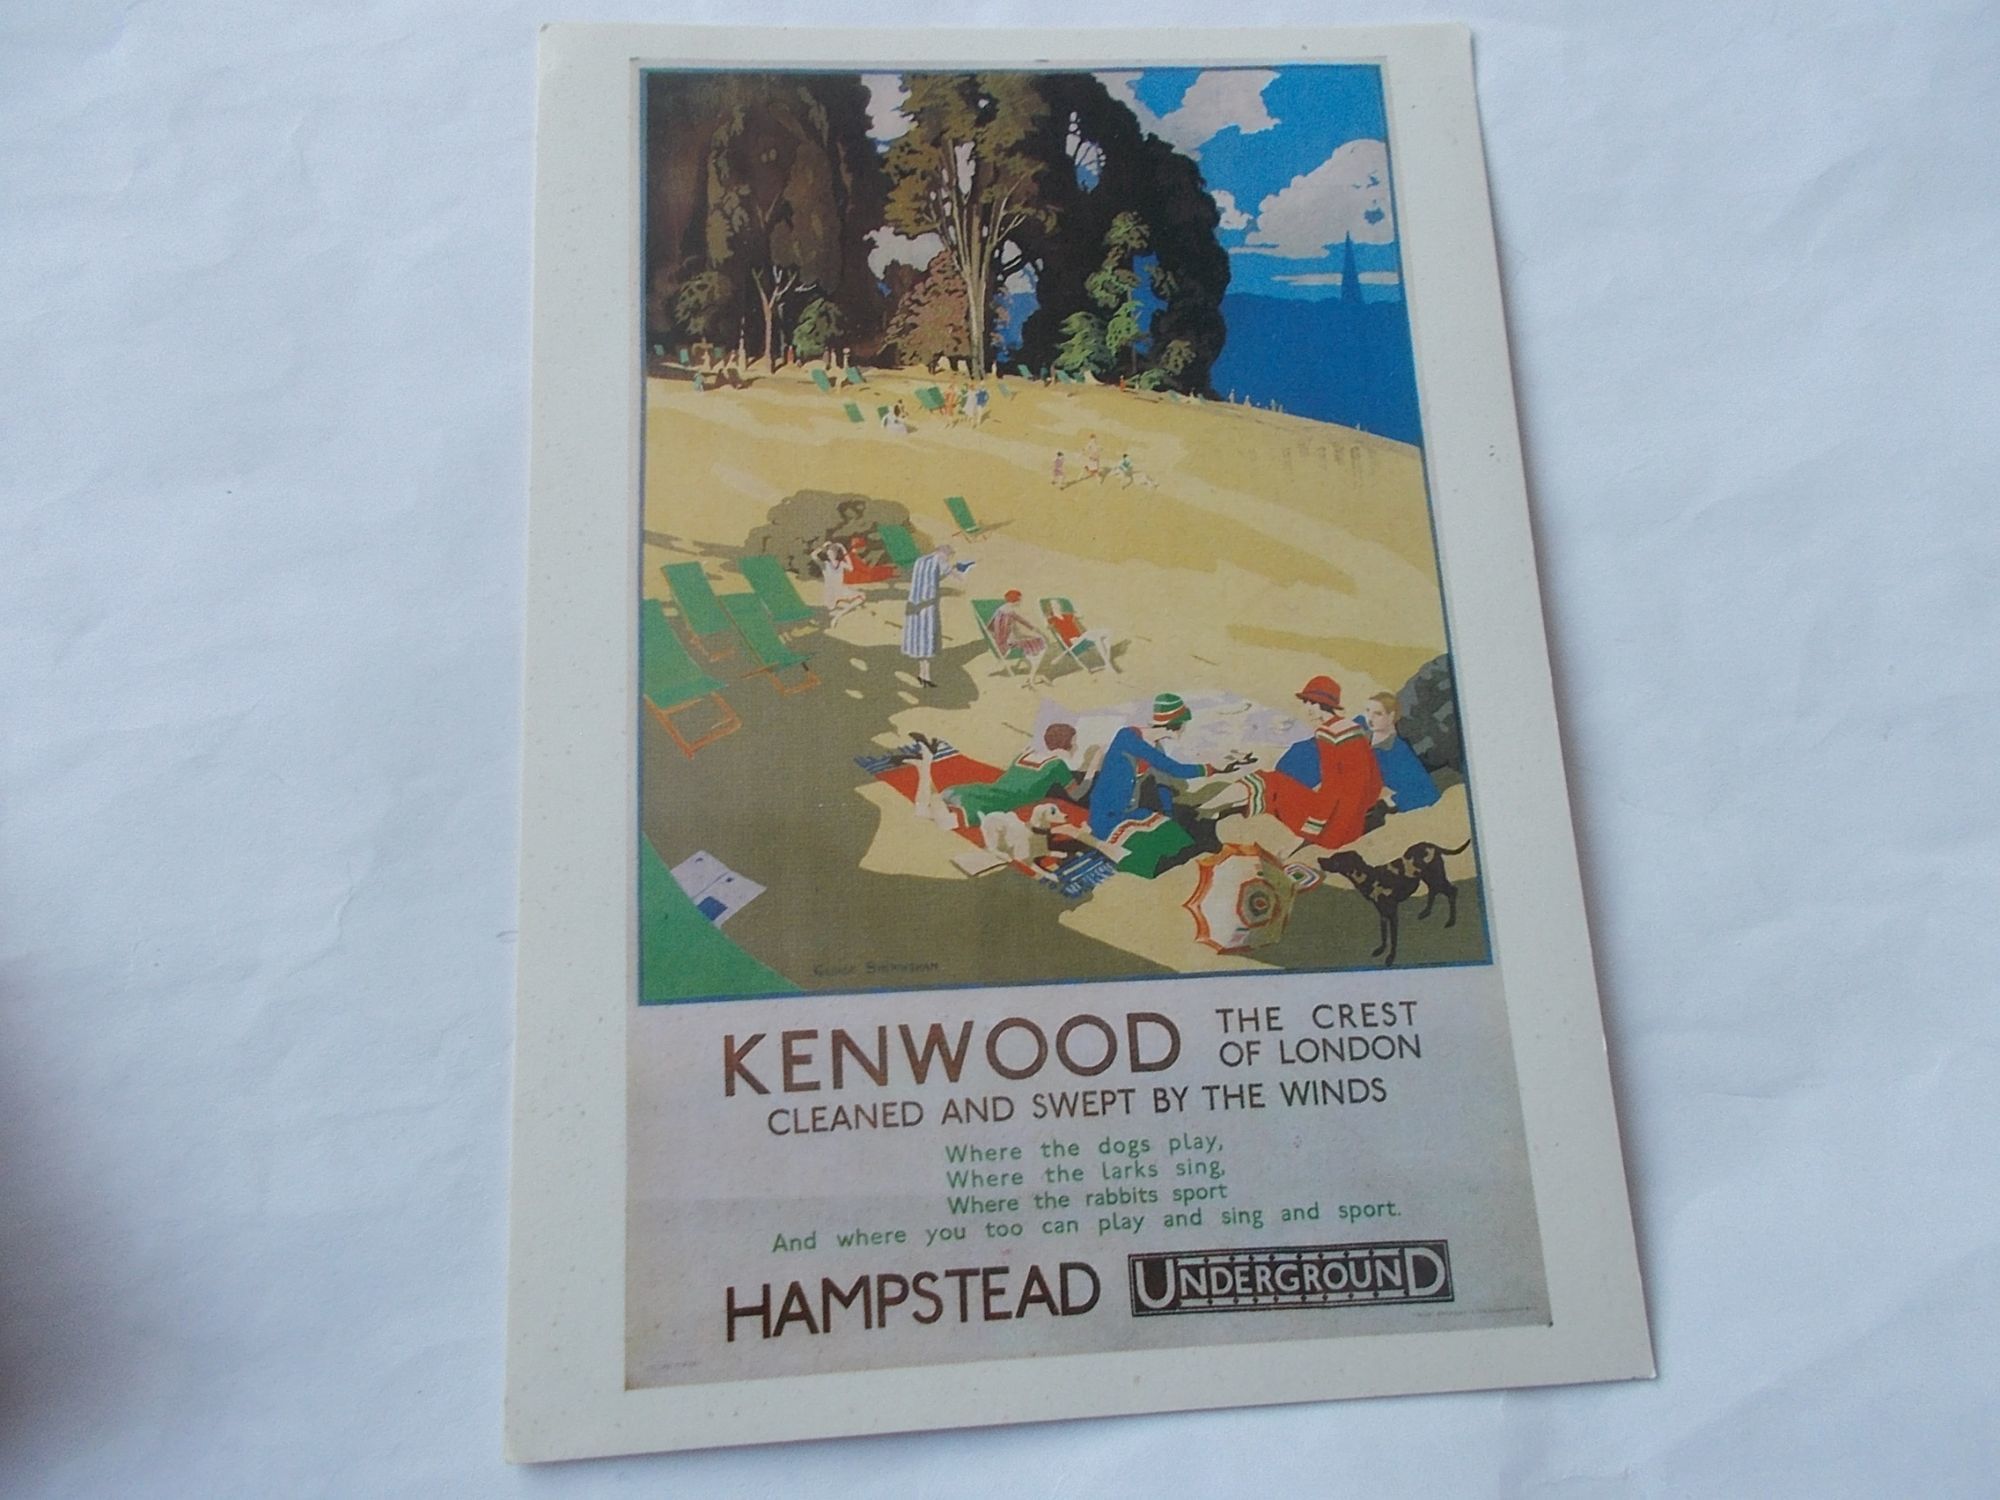 KENWOOD THE CREST
OF LONDON
CLEANED AND SWEPT BY THE WINDS
Where the dogs play,
Where the larks sing,
Where the rabbits sport
And where you too can play and sing and sport.
HAMPSTEAD UNDERGROUND